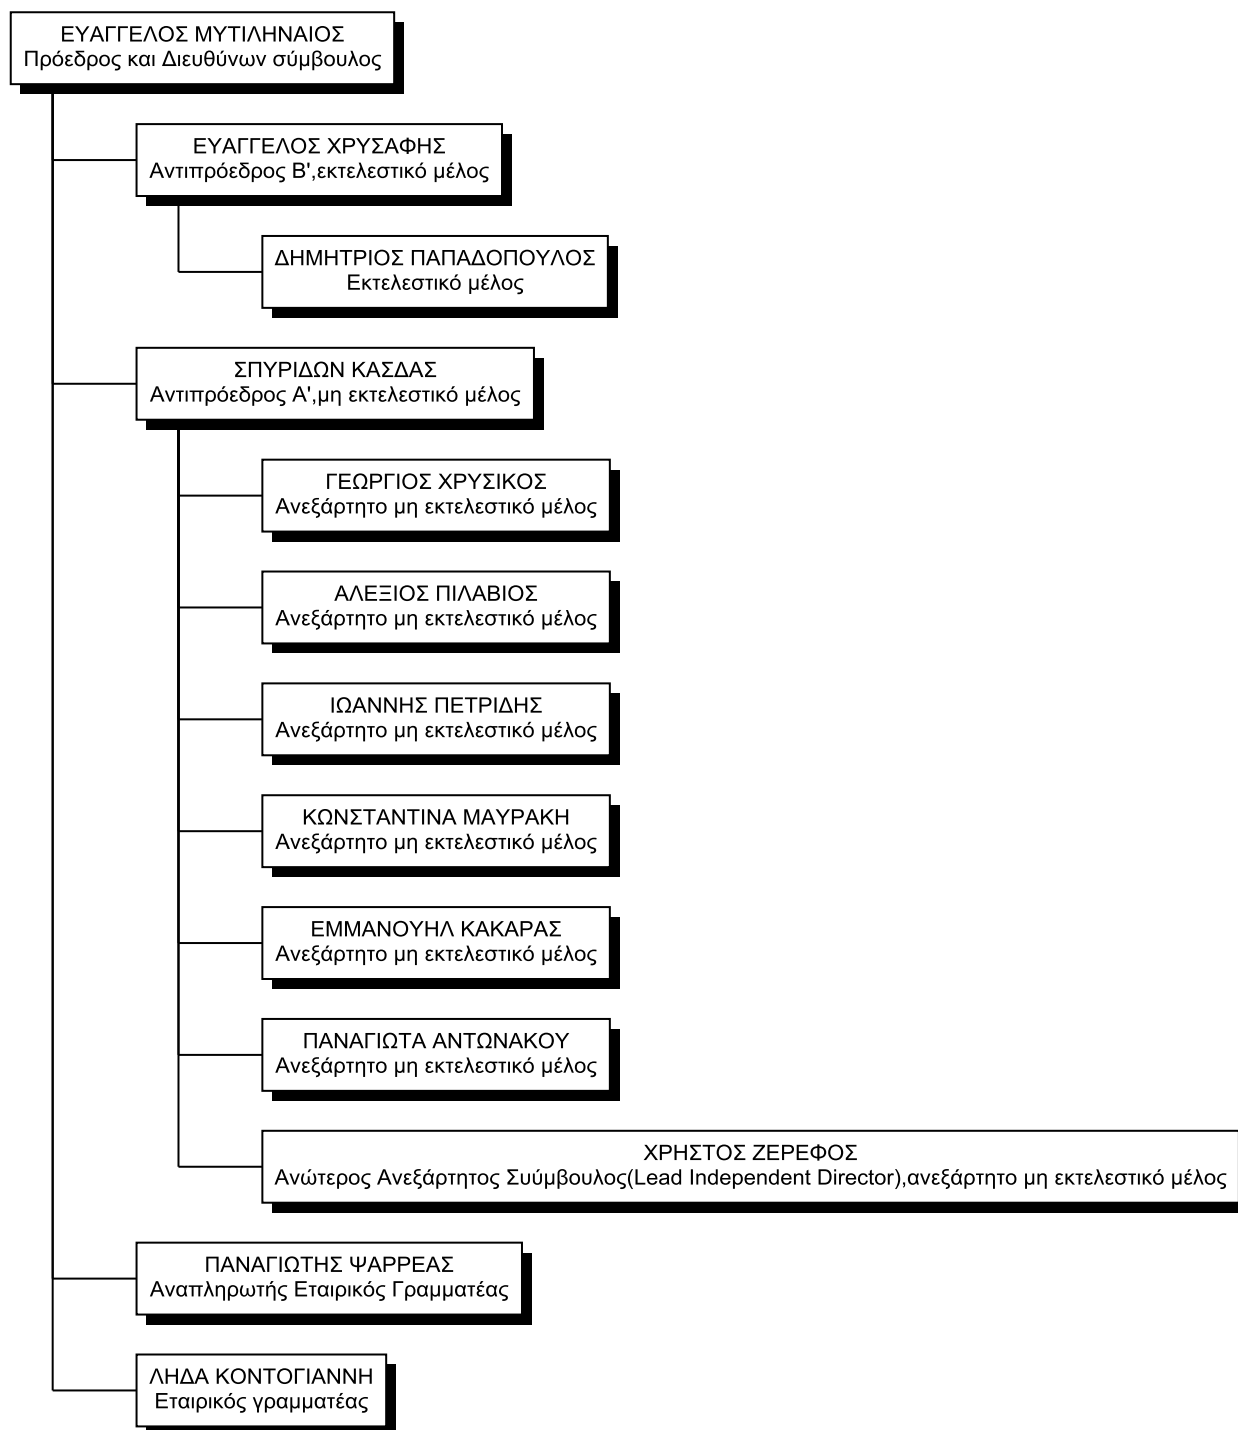 ΕΥΑΓΓΕΛΟΣ ΜΥΤΙΛΗΝΑΙΟΣ
Πρόεδρος και Διευθύνων σύμβουλος
ΕΥΑΓΓΕΛΟΣ ΧΡΥΣΑΦΗΣ
Αντιπρόεδρος Β',εκτελεστικό μέλος
ΔΗΜΗΤΡΙΟΣ ΠΑΠΑΔΟΠΟΥΛΟΣ
Εκτελεστικό μέλος
ΣΠΥΡΙΔΩΝ ΚΑΣΔΑΣ
Αντιπρόεδρος Α',μη εκτελεστικό μέλος
ΓΕΩΡΓΙΟΣ ΧΡΥΣΙΚΟΣ
Ανεξάρτητο μη εκτελεστικό μέλος
ΑΛΕΞΙΟΣ ΠΙΛΑΒΙΟΣ
Ανεξάρτητο μη εκτελεστικό μέλος
ΙΩΑΝΝΗΣ ΠΕΤΡΙΔΗΣ
Ανεξάρτητο μη εκτελεστικό μέλος
ΚΩΝΣΤΑΝΤΙΝΑ ΜΑΥΡΑΚΗ
Ανεξάρτητο μη εκτελεστικό μέλος
ΕΜΜΑΝΟΥΗΛ ΚΑΚΑΡΑΣ
Ανεξάρτητο μη εκτελεστικό μέλος
ΠΑΝΑΓΙΩΤΑ ΑΝΤΩΝΑΚΟΥ
Ανεξάρτητο μη εκτελεστικό μέλος
ΧΡΗΣΤΟΣ ΖΕΡΕΦΟΣ
Ανώτερος Ανεξάρτητος Συύμβουλος(Lead Independent Director),ανεξάρτητο μη εκτελεστικό μέλος
ΠΑΝΑΓΙΩΤΗΣ ΨΑΡΡΕΑΣ
Αναπληρωτής Εταιρικός Γραμματέας
ΛΗΔΑ ΚΟΝΤΟΓΙΑΝΝΗ
Εταιρικός γραμματέας